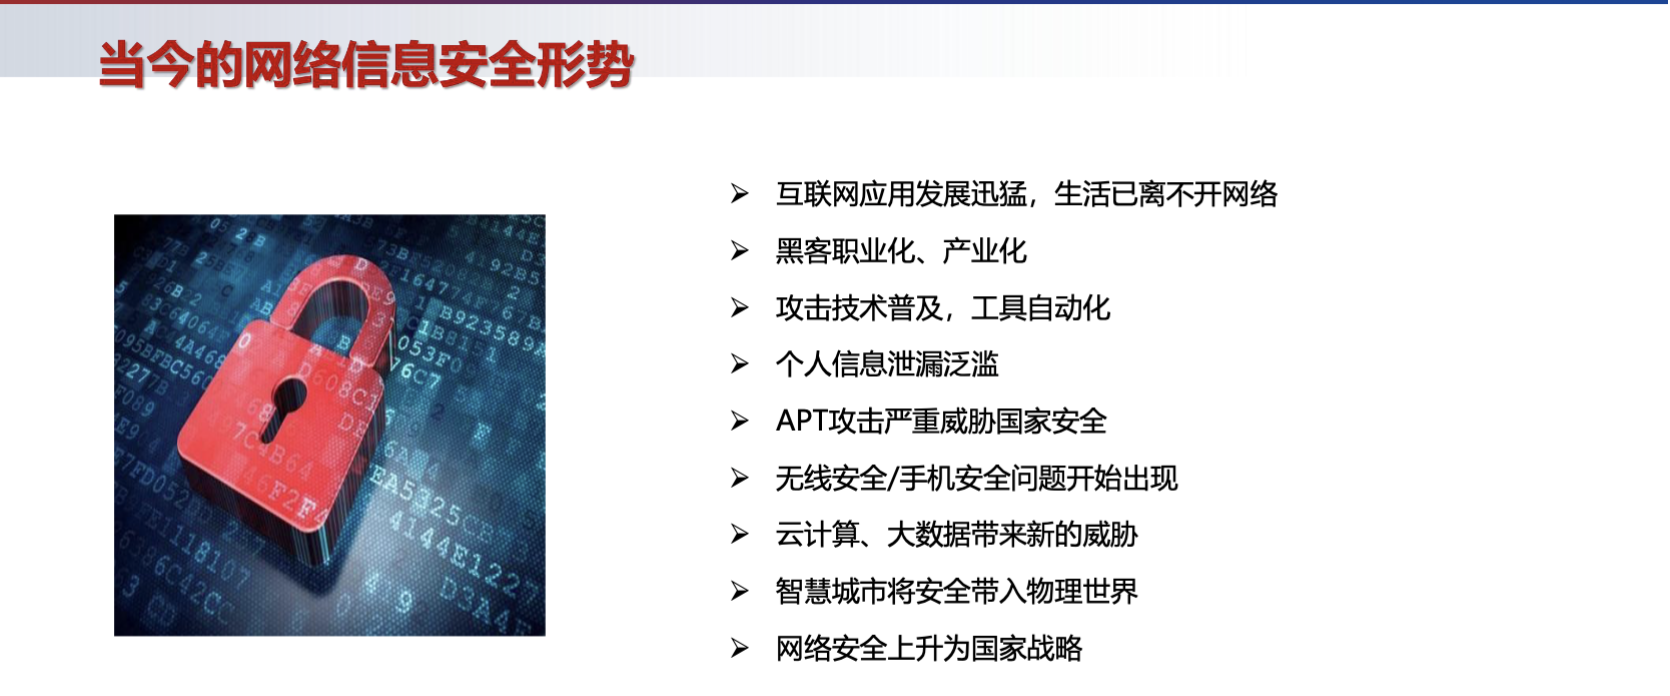 当今的网络信息安全形势
互联网应用发展迅猛，生活已离不开网络
黑客职业化、产业化
攻击技术普及，工具自动化
个人信息泄漏泛滥
APT攻击严重威胁国家安全
无线安全/手机安全问题开始出现
云计算、大数据带来新的威胁
智慧城市将安全带入物理世界
网络安全上升为国家战略